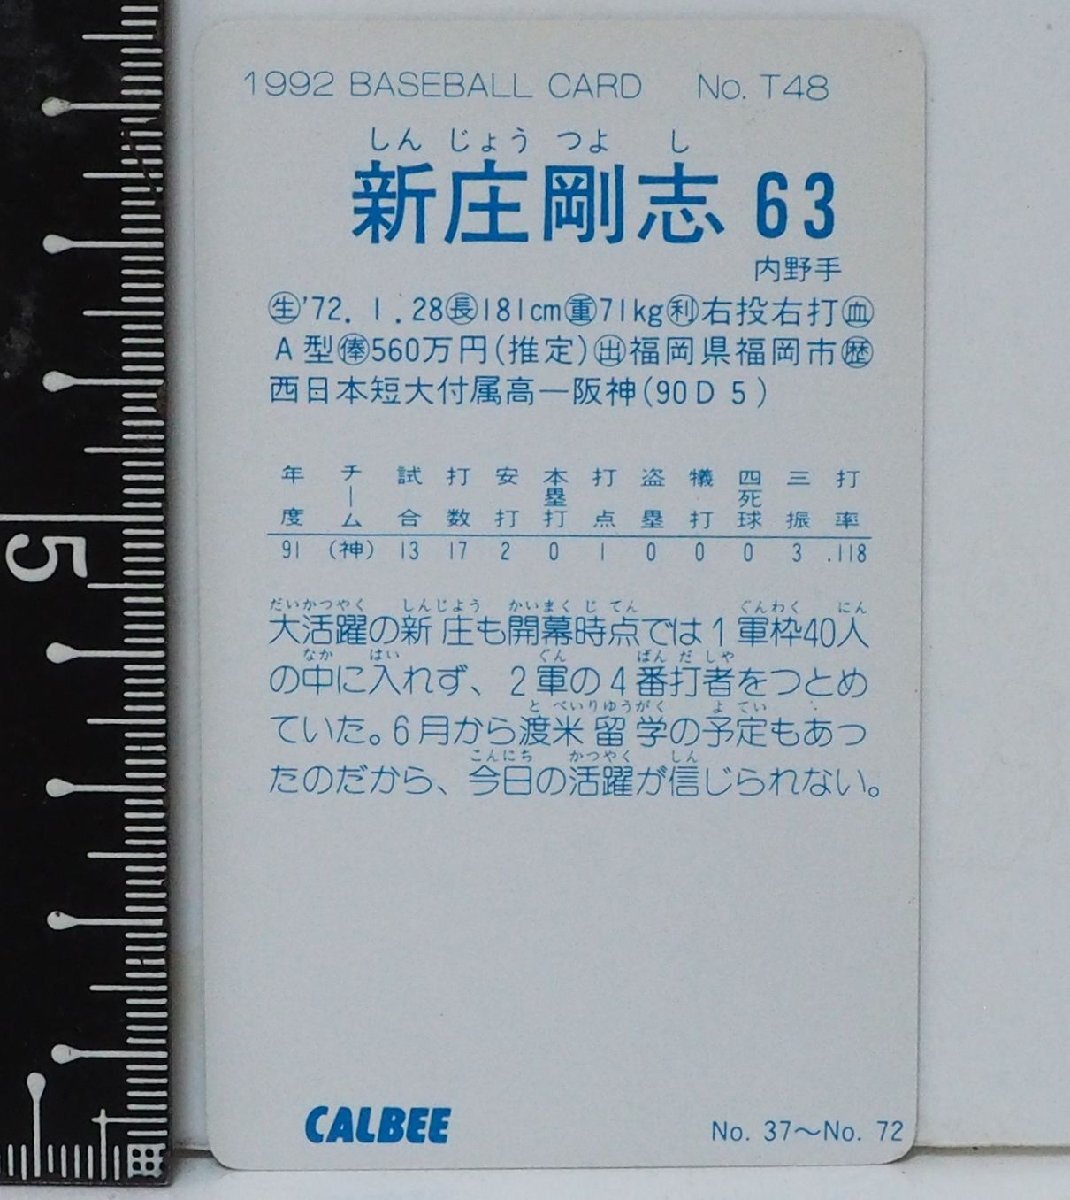 1992 BASEBALL CARD No. T48
しん じょう つよ し
新庄剛志 63
内野手
㊤'72. 1. 28㊥181cm㊥71kg㊥右投右打㊥
A型㊥560万円(推定)㊥福岡県福岡市㊥
西日本短大付属高ー阪神(90D5)
年度 チーム 試合 打数 安打 本塁打 打点 盗塁 犠打 四死球 三振 打率
91 (神) 13 17 2 0 1 0 0 0 3 .118
だいかつやく しんじょう かいまく じ てん ぐんわく にん
大活躍の新庄も開幕時点では1軍枠40人
なか はい ぐん ばん だ しゃ
の中に入れず、2軍の4番打者をつとめ
と べいりゅうがく よ てい
ていた。6月から渡米留学の予定もあっ
こんにち かつやく しん
たのだから、今日の活躍が信じられない。
CALBEE
No. 37〜No. 72
5